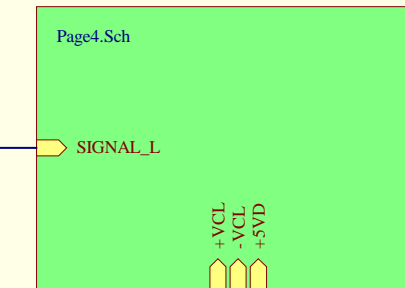 Page4.Sch
SIGNAL_L
+VCL
-VCL
+5VD